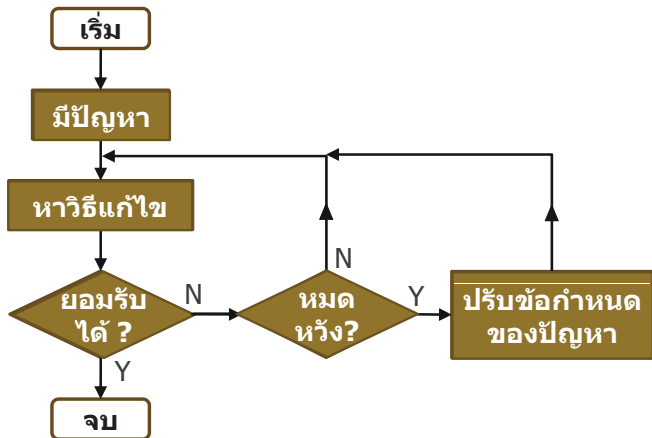 เริ่ม
มีปัญหา
หาวิธีแก้ไข
ยอมรับ
ได้ ?
N
หมด
หวัง?
N
Y
ปรับข้อกำหนด
ของปัญหา
Y
จบ